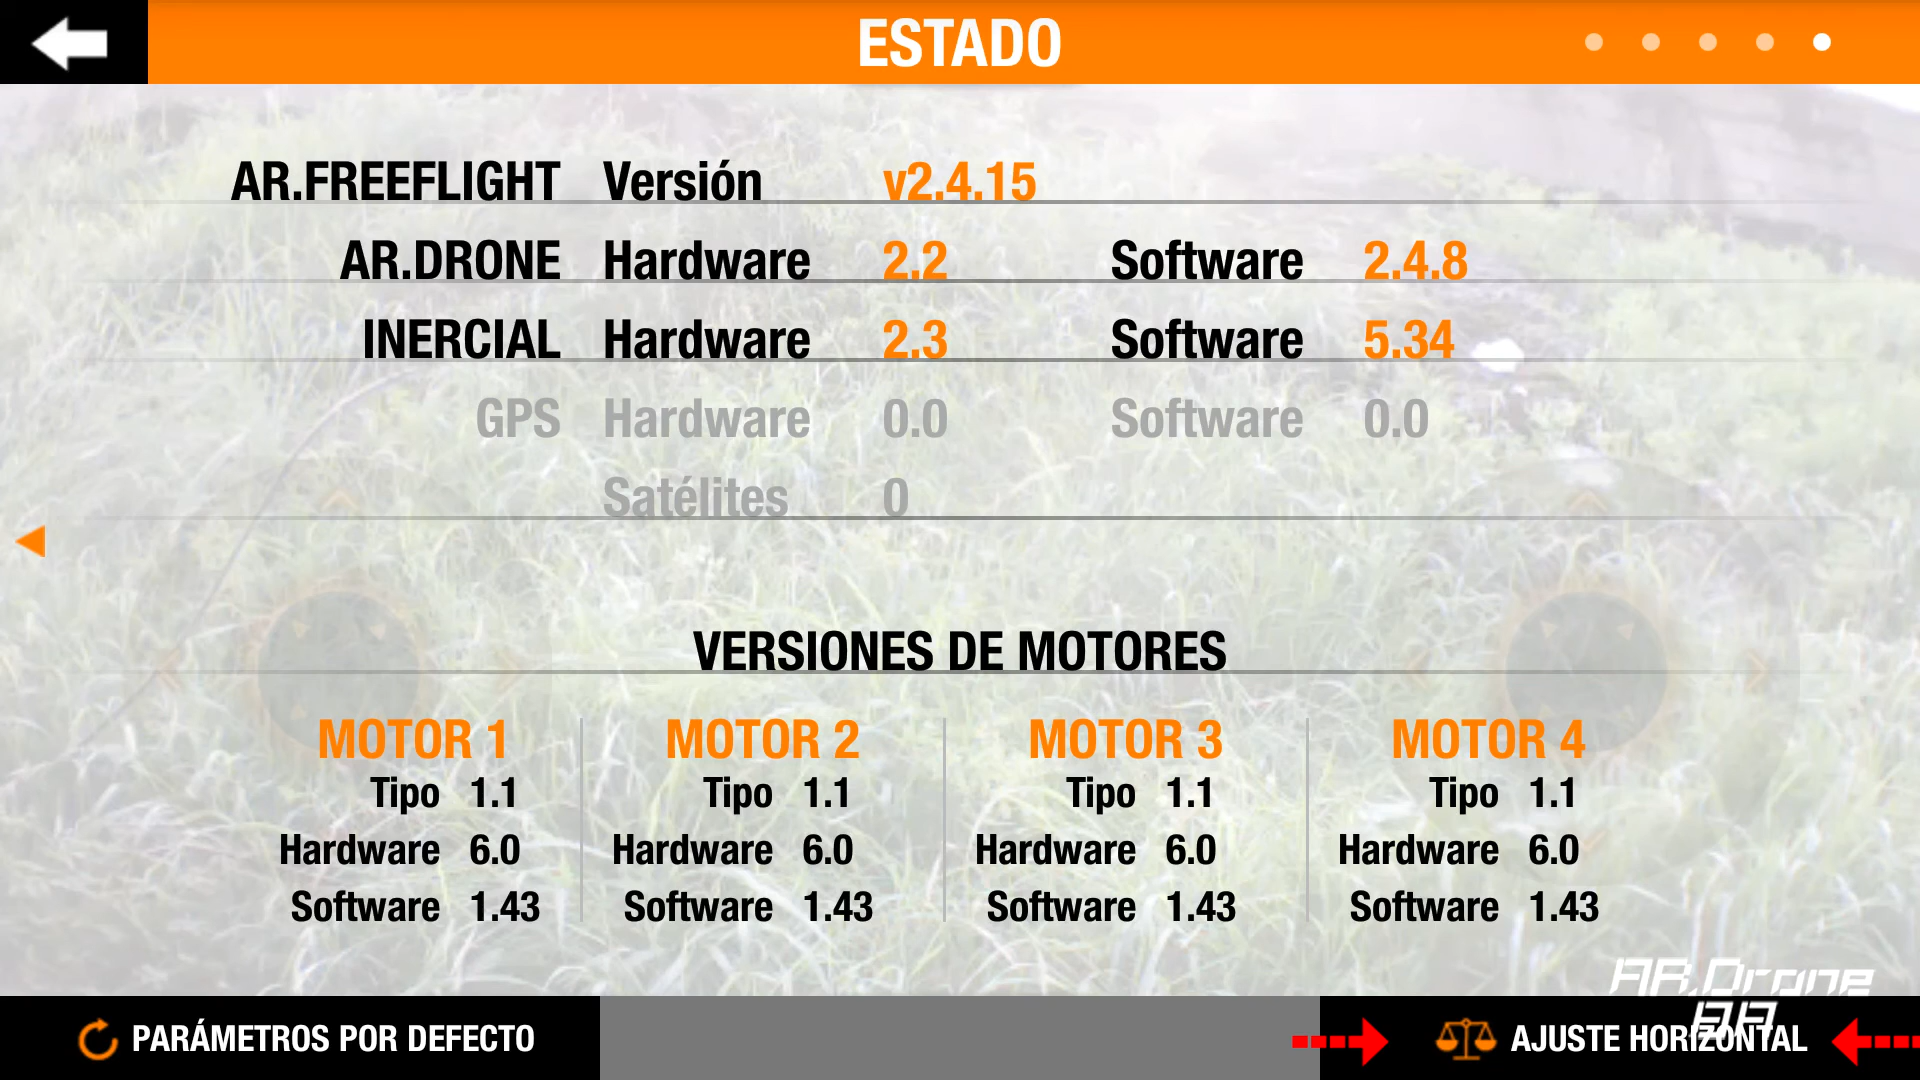 ESTADO
AR.FREEFLIGHT Versión v2.4.15
AR.DRONE Hardware 2.2 Software 2.4.8
INERCIAL Hardware 2.3 Software 5.34
GPS Hardware 0.0 Software 0.0
Satélites 0
VERSIONES DE MOTORES
MOTOR 1 MOTOR 2 MOTOR 3 MOTOR 4
Tipo 1.1 Tipo 1.1 Tipo 1.1 Tipo 1.1
Hardware 6.0 Hardware 6.0 Hardware 6.0 Hardware 6.0
Software 1.43 Software 1.43 Software 1.43 Software 1.43
AR.Drone
PARÁMETROS POR DEFECTO AJUSTE HORIZONTAL